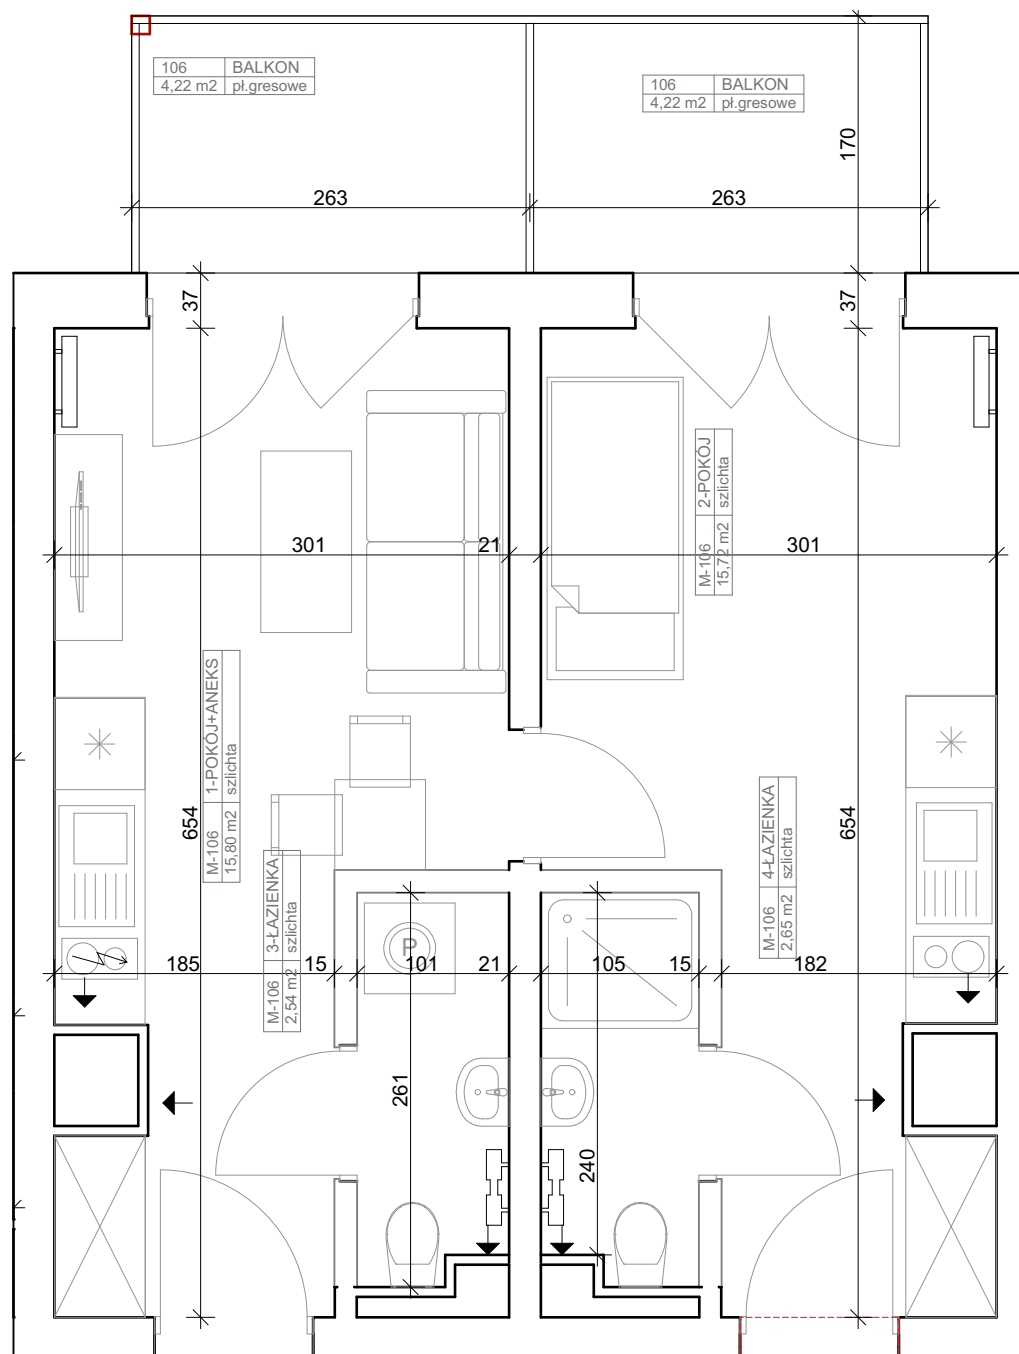 106 BALKON
4,22 m2 pł.gresowe
106 BALKON
4,22 m2 pł.gresowe
170
263
263
37
37
M-106 2-POKÓJ
15,72 m2 szlichta
301
21
301
M-106 1-POKÓJ+ANEKS
15,80 m2 szlichta
654
654
M-106 3-ŁAZIENKA
2,54 m2 szlichta
M-106 4-ŁAZIENKA
2,65 m2 szlichta
P
185
15
101
21
105
15
182
261
240